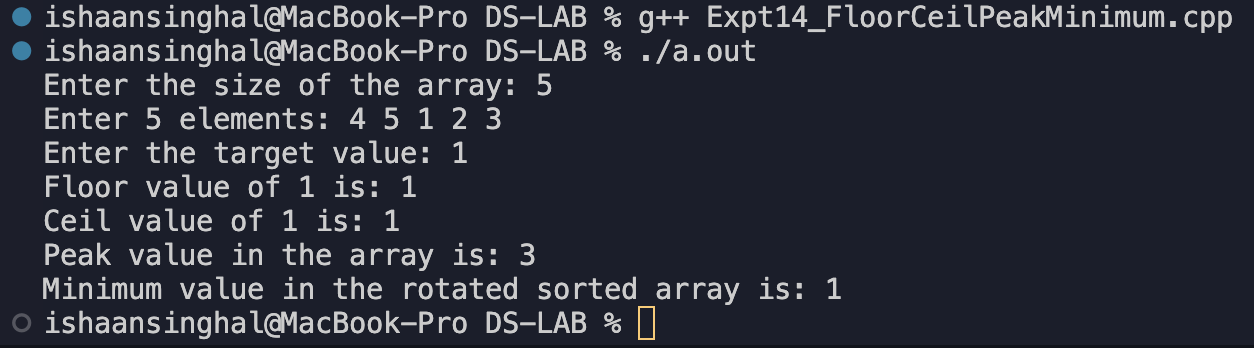 ishaansinghal@MacBook-Pro DS-LAB % g++ Expt14_FloorCeilPeakMinimum.cpp
ishaansinghal@MacBook-Pro DS-LAB % ./a.out
Enter the size of the array: 5
Enter 5 elements: 4 5 1 2 3
Enter the target value: 1
Floor value of 1 is: 1
Ceil value of 1 is: 1
Peak value in the array is: 3
Minimum value in the rotated sorted array is: 1
ishaansinghal@MacBook-Pro DS-LAB %